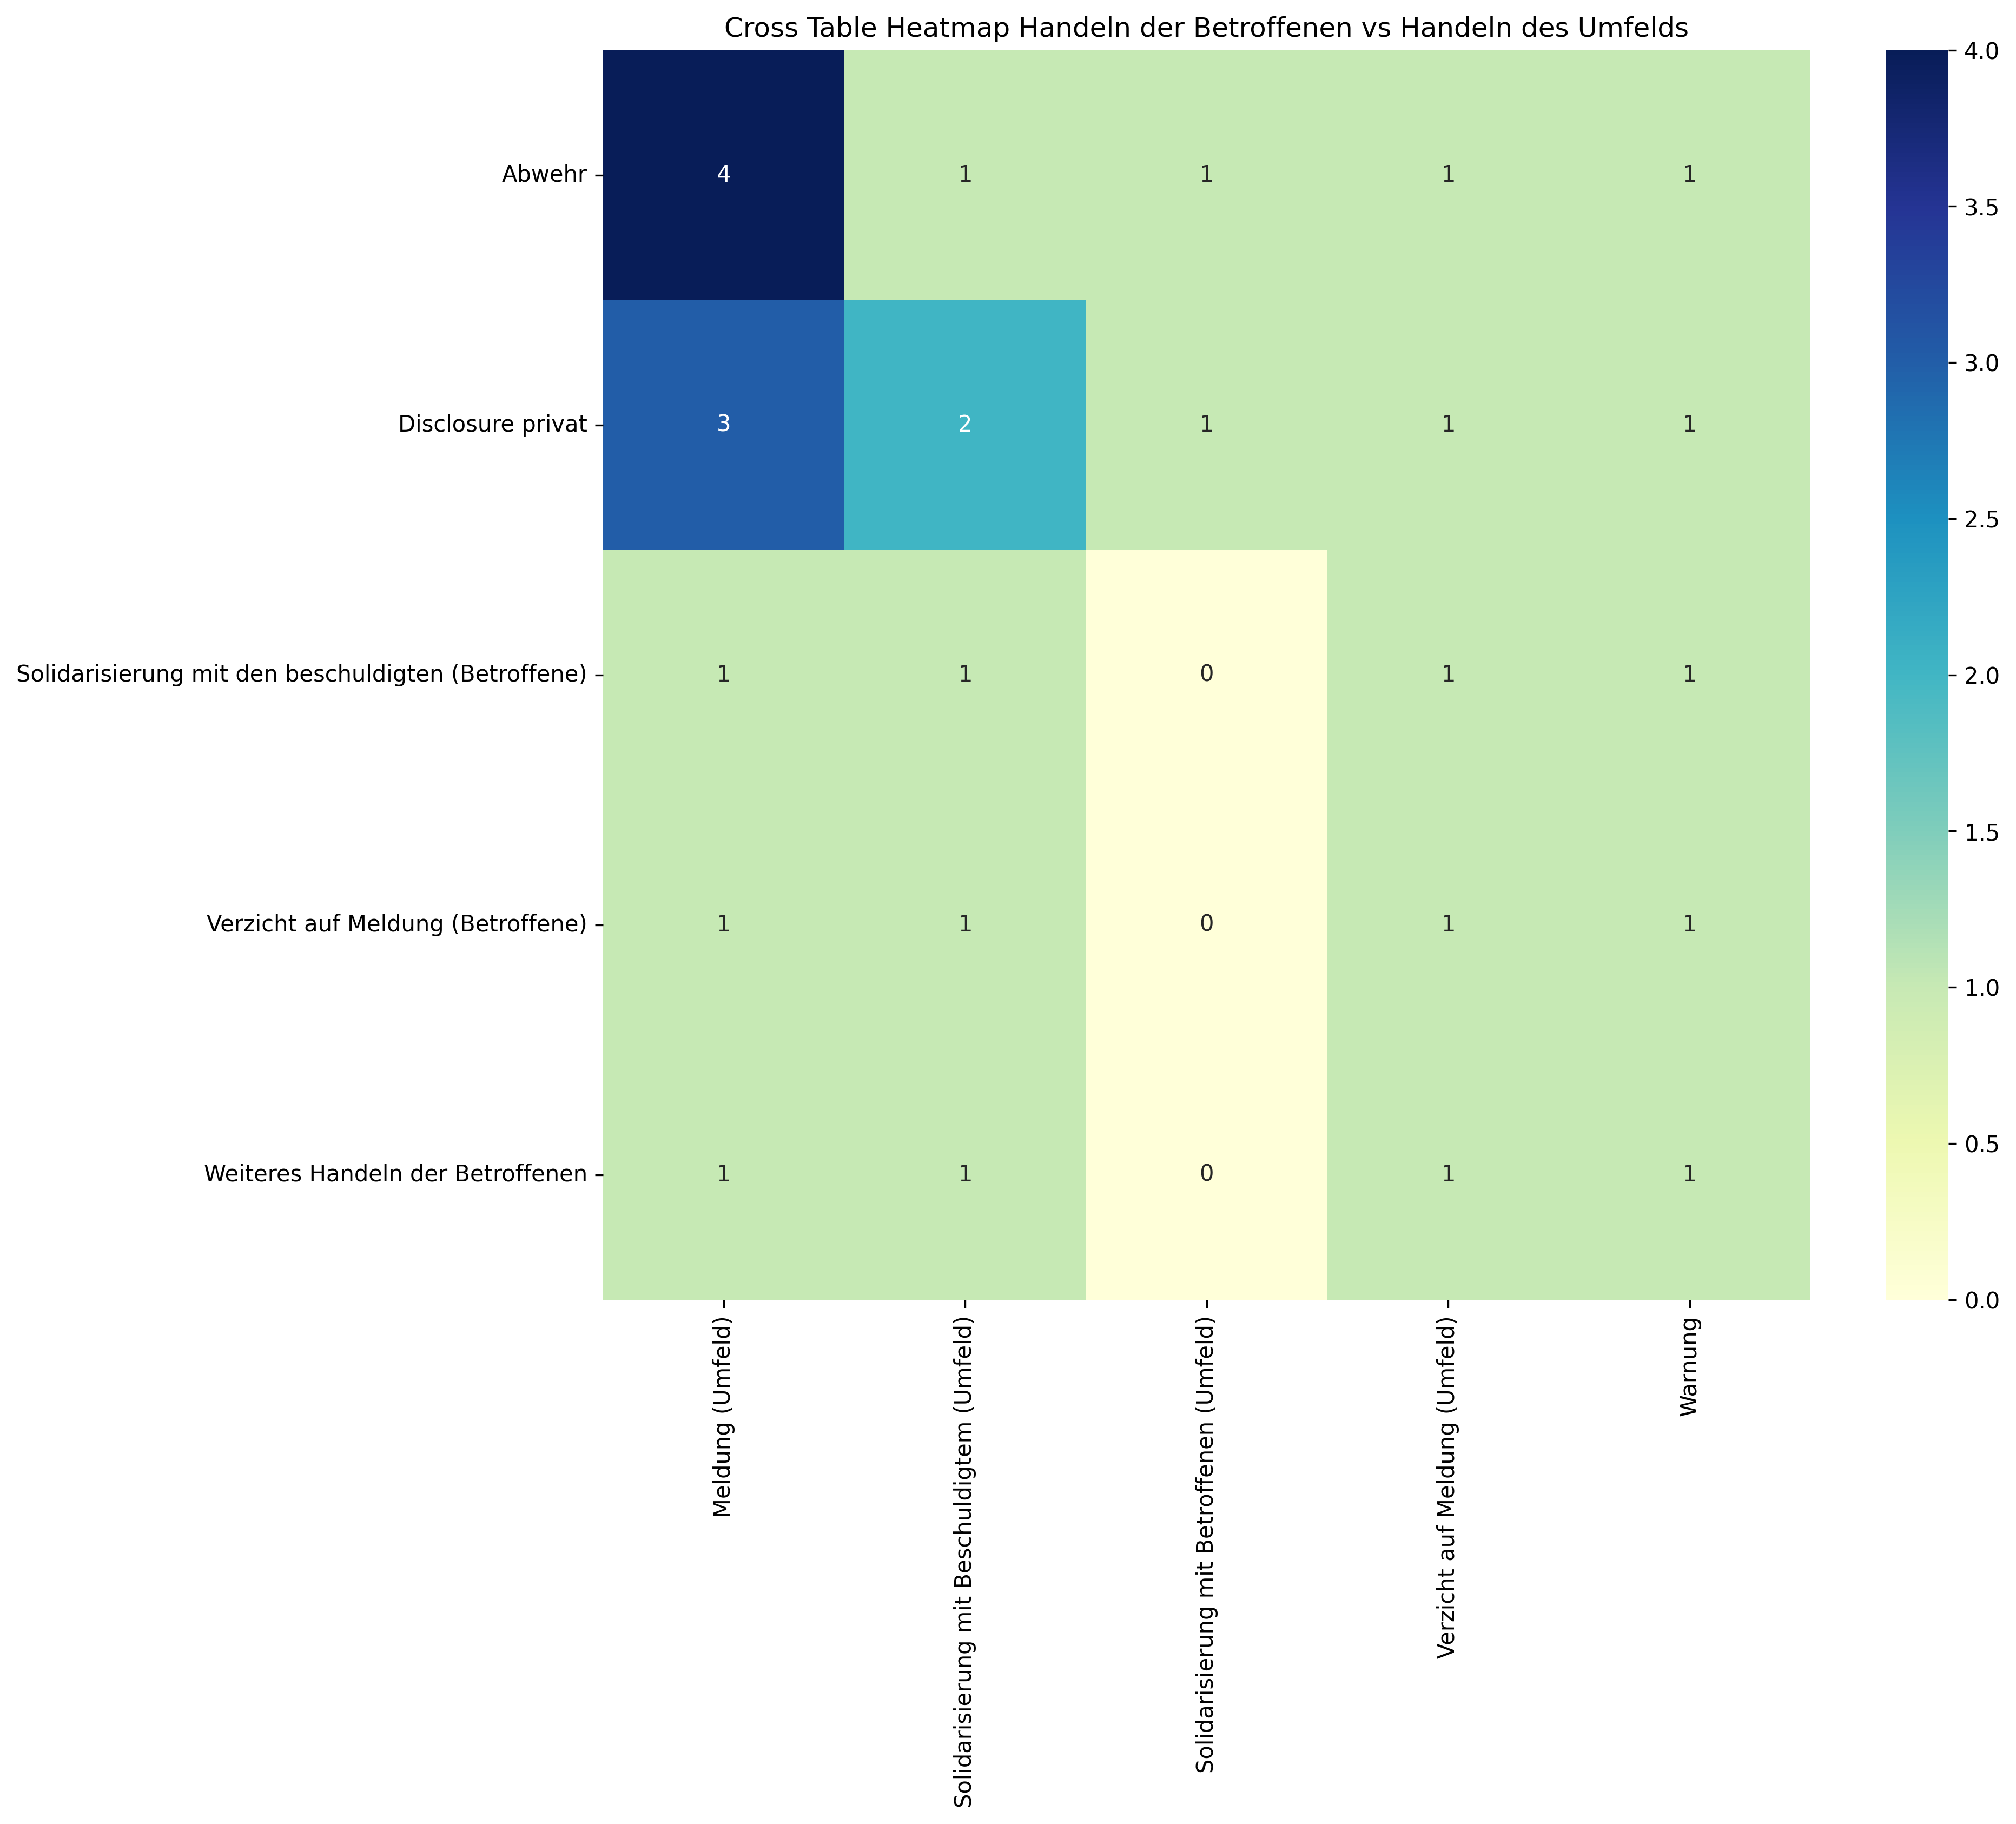 Cross Table Heatmap Handeln der Betroffenen vs Handeln des Umfelds
Abwehr 4 1 1 1 1
Disclosure privat 3 2 1 1 1
Solidarisierung mit den beschuldigten (Betroffene) 1 1 0 1 1
Verzicht auf Meldung (Betroffene) 1 1 0 1 1
Weiteres Handeln der Betroffenen 1 1 0 1 1
Meldung (Umfeld)
Solidarisierung mit Beschuldigtem (Umfeld)
Solidarisierung mit Betroffenen (Umfeld)
Verzicht auf Meldung (Umfeld)
Warnung
4.0
3.5
3.0
2.5
2.0
1.5
1.0
0.5
0.0